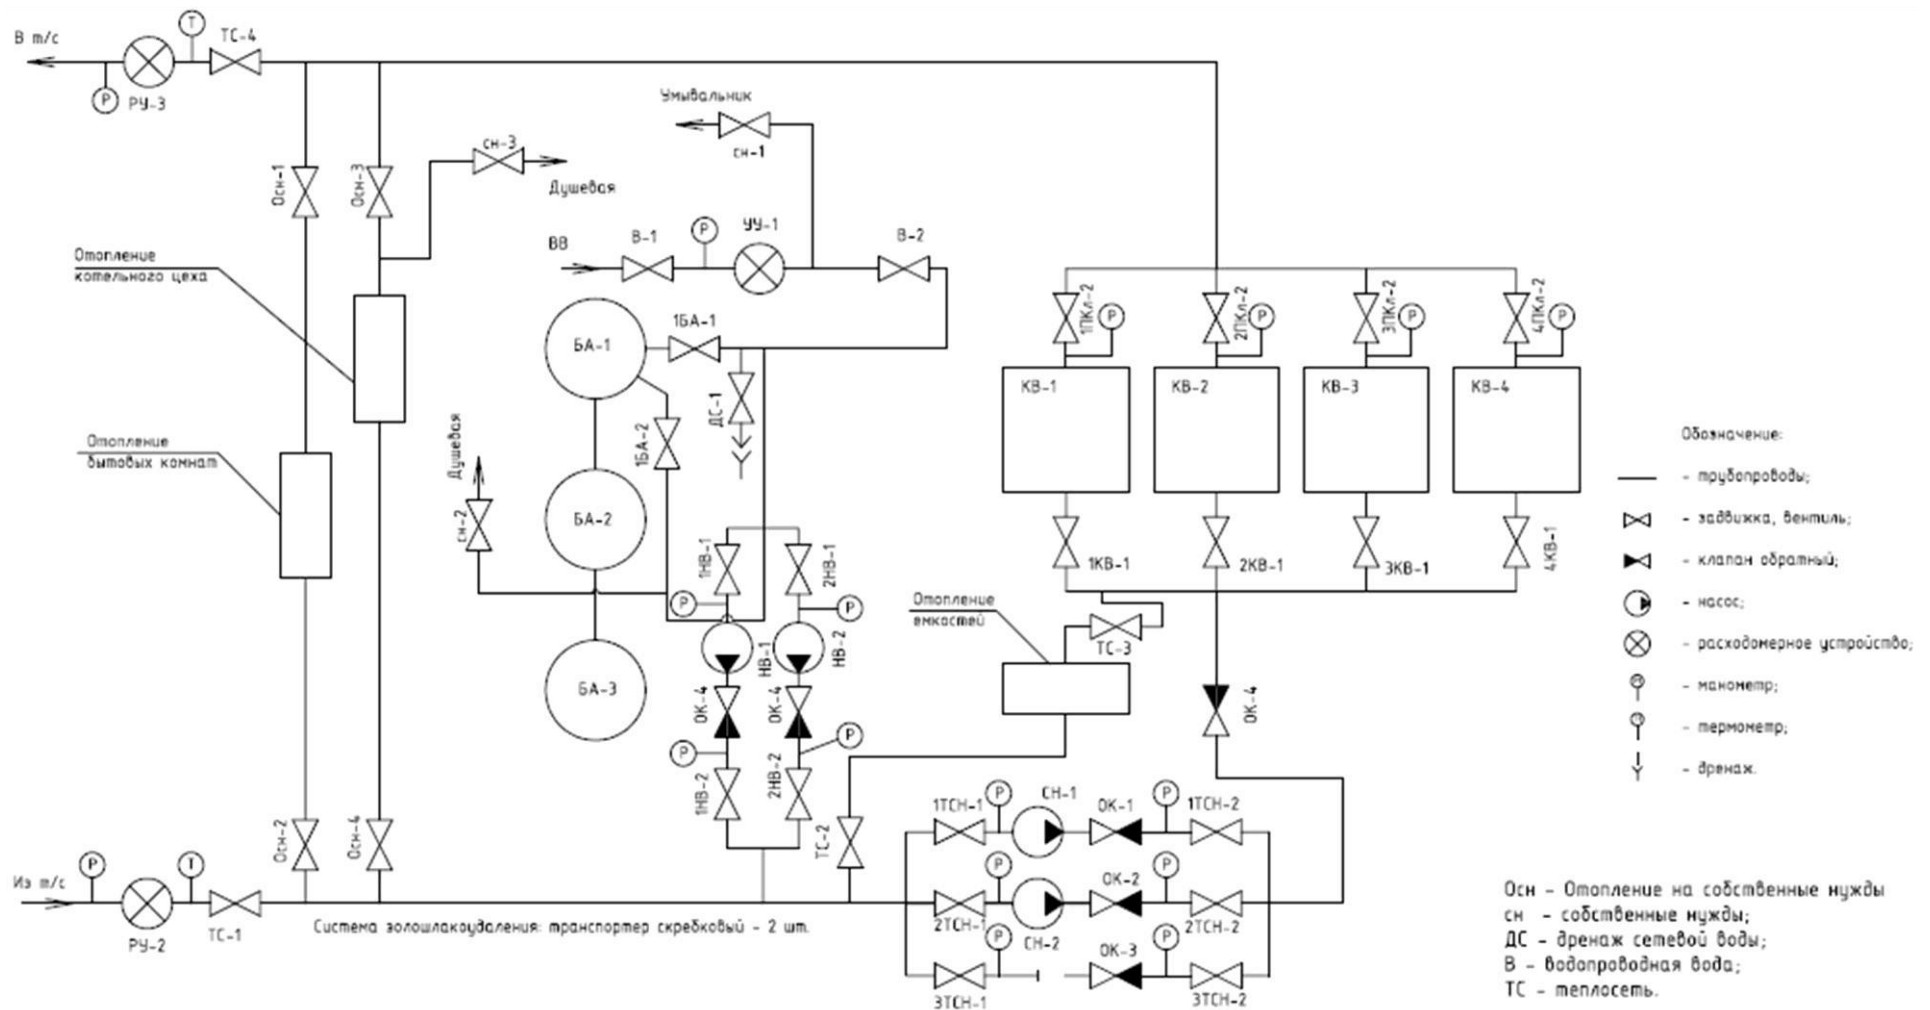 В т/с
Т
ТС-4
Р
РУ-3
Умывальник
сн-1
сн-3
Душевая
Осн-1
Осн-3
ВВ
В-1
Р
УУ-1
В-2
Отопление
котельного цеха
БА-1
1БА-1
ДС-1
1БА-2
1ПКл-2
Р
2ПКл-2
Р
3ПКл-2
Р
4ПКл-2
Р
КВ-1
КВ-2
КВ-3
КВ-4
Отопление
бытовых комнат
Душевая
сн-2
БА-2
БА-3
1НВ-1
2НВ-1
Р
Р
НВ-1
НВ-2
ОК-4
ОК-4
Р
Р
1НВ-2
2НВ-2
1КВ-1
2КВ-1
3КВ-1
4КВ-1
Отопление
емкостей
ТС-3
ОК-4
ТС-2
Осн-2
Осн-4
Из т/с
Р
Т
РУ-2
ТС-1
Система золошлакоудаления: транспортер скребковый - 2 шт.
1ТСН-1
Р
СН-1
ОК-1
Р
1ТСН-2
2ТСН-1
Р
СН-2
ОК-2
Р
2ТСН-2
3ТСН-1
Р
ОК-3
Р
3ТСН-2
Обозначение:
- трубопроводы;
- задвижка, вентиль;
- клапан обратный;
- насос;
- расходомерное устройство;
- манометр;
- термометр;
- дренаж.
Осн - Отопление на собственные нужды
сн - собственные нужды;
ДС - дренаж сетевой воды;
В - водопроводная вода;
ТС - теплосеть.